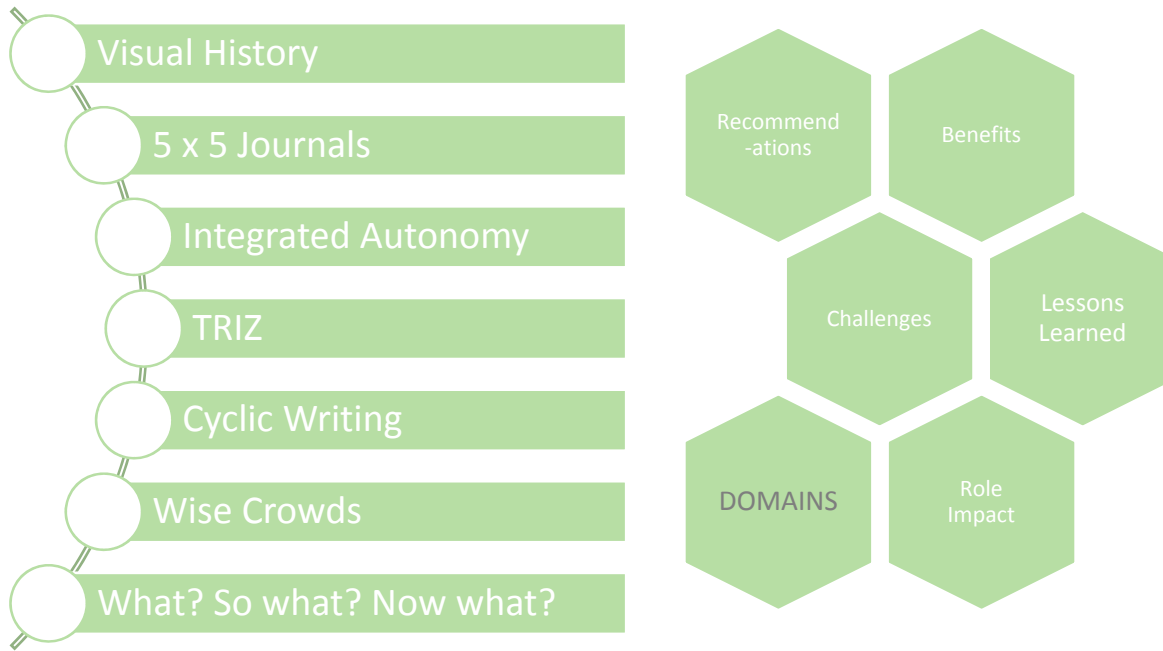 Visual History
5 x 5 Journals
Integrated Autonomy
TRIZ
Cyclic Writing
Wise Crowds
What? So what? Now what?
Recommend
-ations
Benefits
Challenges
Lessons
Learned
DOMAINS
Role
Impact